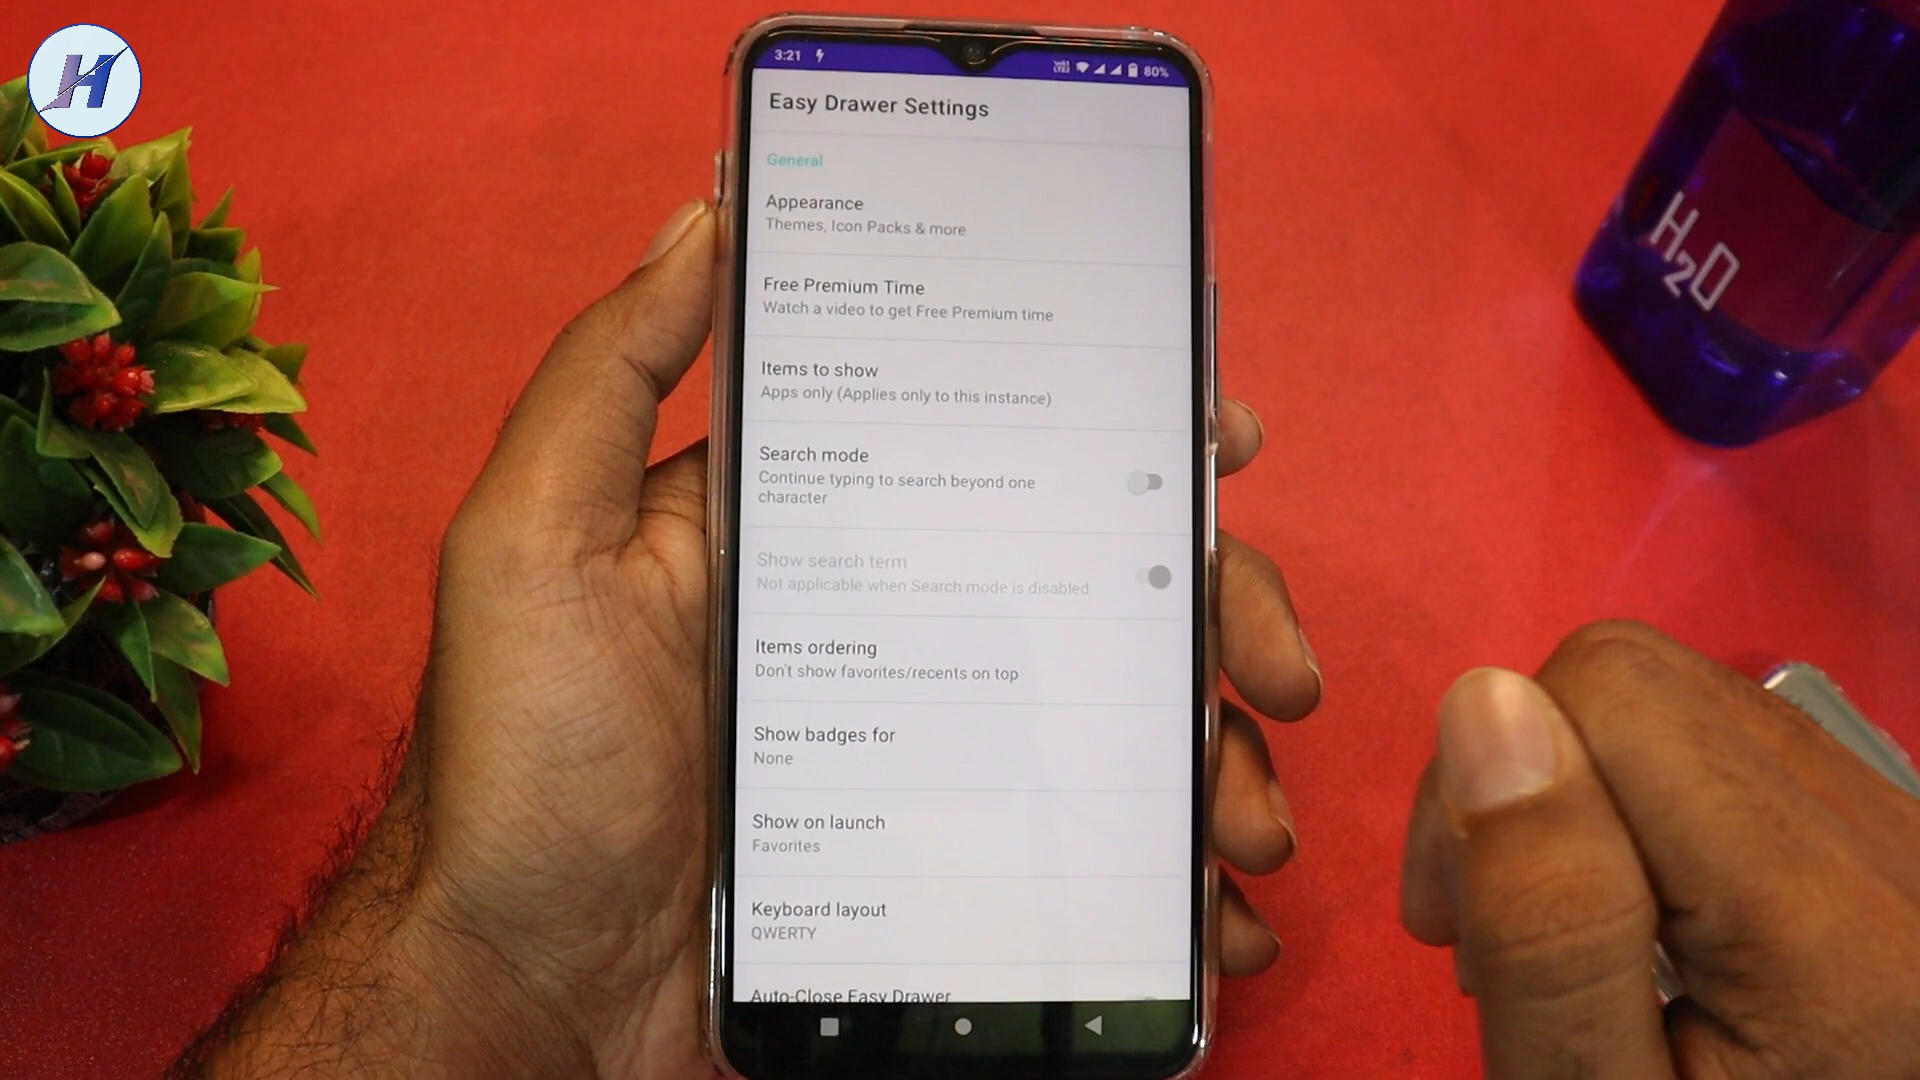 H
3:21
80%
Easy Drawer Settings
General
Appearance
Themes, Icon Packs & more
Free Premium Time
Watch a video to get Free Premium time
Items to show
Apps only (Applies only to this instance)
Search mode
Continue typing to search beyond one
character
Show search term
Not applicable when Search mode is disabled
Items ordering
Don't show favorites/recents on top
Show badges for
None
Show on launch
Favorites
Keyboard layout
QWERTY
Auto-Close Easy Drawer
H₂O